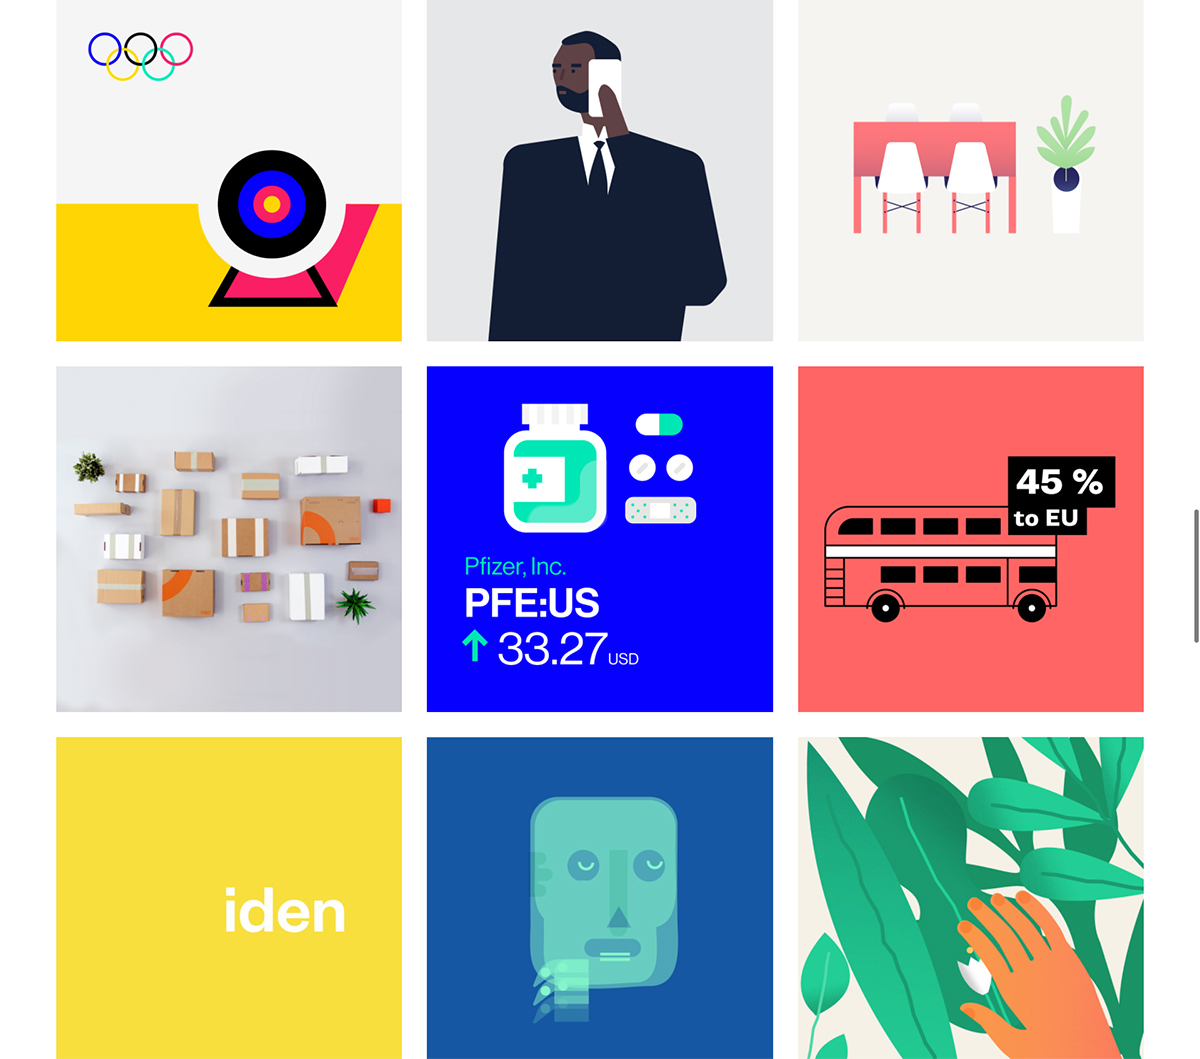 Pfizer, Inc.
PFE:US
33.27 USD
45 %
to EU
iden